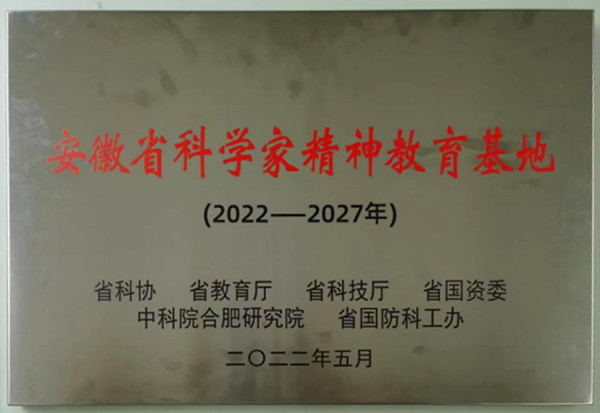 安徽省科学家精神教育基地
(2022——2027年)
省科协 省教育厅 省科技厅 省国资委
中科院合肥研究院 省国防科工办
二〇二二年五月